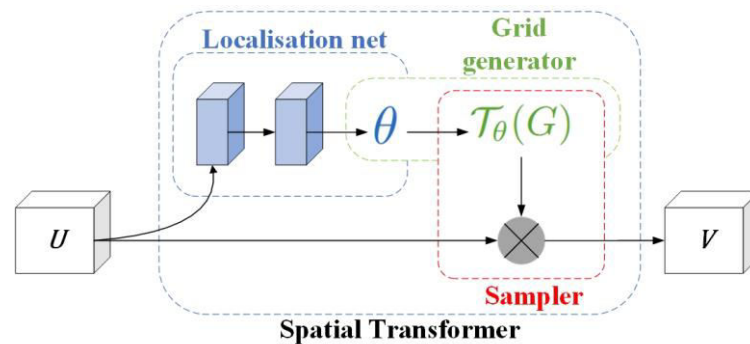 Localisation net
Grid
generator
θ
𝒯θ(G)
U
V
Sampler
Spatial Transformer